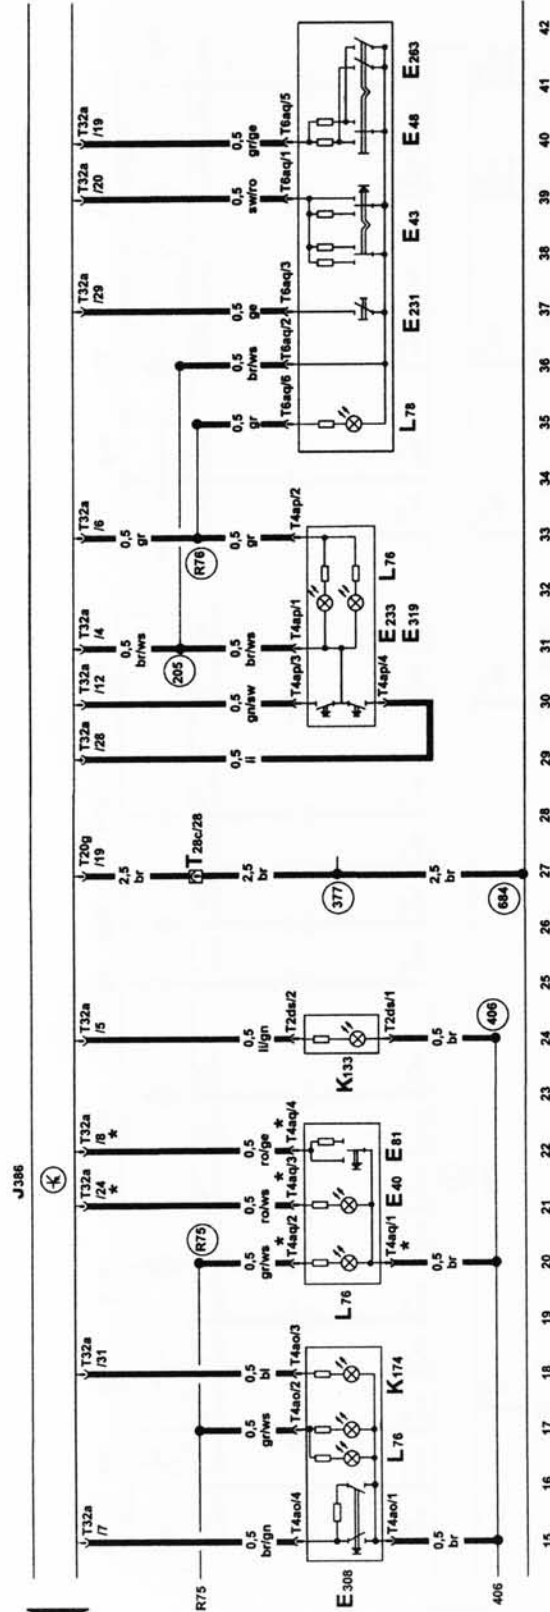 J386
K
T32a T32a T32a T32a T32a T20g T32a T32a T32a T32a T32a T32a T32a
/7 /31 /24 /8 /5 /19 /28 /12 /4 /6 /29 /20 /19
* *
2,5 0,5 0,5
br br/ws gr
205
T28c/28
R75 R75 R76
0,5 0,5 0,5 0,5 0,5 0,5 0,5 2,5 0,5 0,5 0,5 0,5 0,5 0,5 0,5 0,5 0,5
br/gn gr/ws bl gr/ws ro/ws ro/ge li/gn br li gn/sw br/ws gr gr br/ws ge sw/ro gr/ge
* * *
T4ao/4 T4ao/2 T4ao/3 T4aq/2 T4aq/3 T4aq/4 T2ds/2 T4ap/3 T4ap/1 T4ap/2 T6aq/6 T6aq/2 T6aq/3 T6aq/1 T6aq/5
377
E308 L76 K133
T4ao/1 T4aq/1 T2ds/1 T4ap/4
*
L76 K174 E40 E81 E233 L76
E319
L78 E231 E43 E48 E263
0,5 0,5 0,5 2,5
br br br br
406 406 684
15 16 17 18 19 20 21 22 23 24 25 26 27 28 29 30 31 32 33 34 35 36 37 38 39 40 41 42